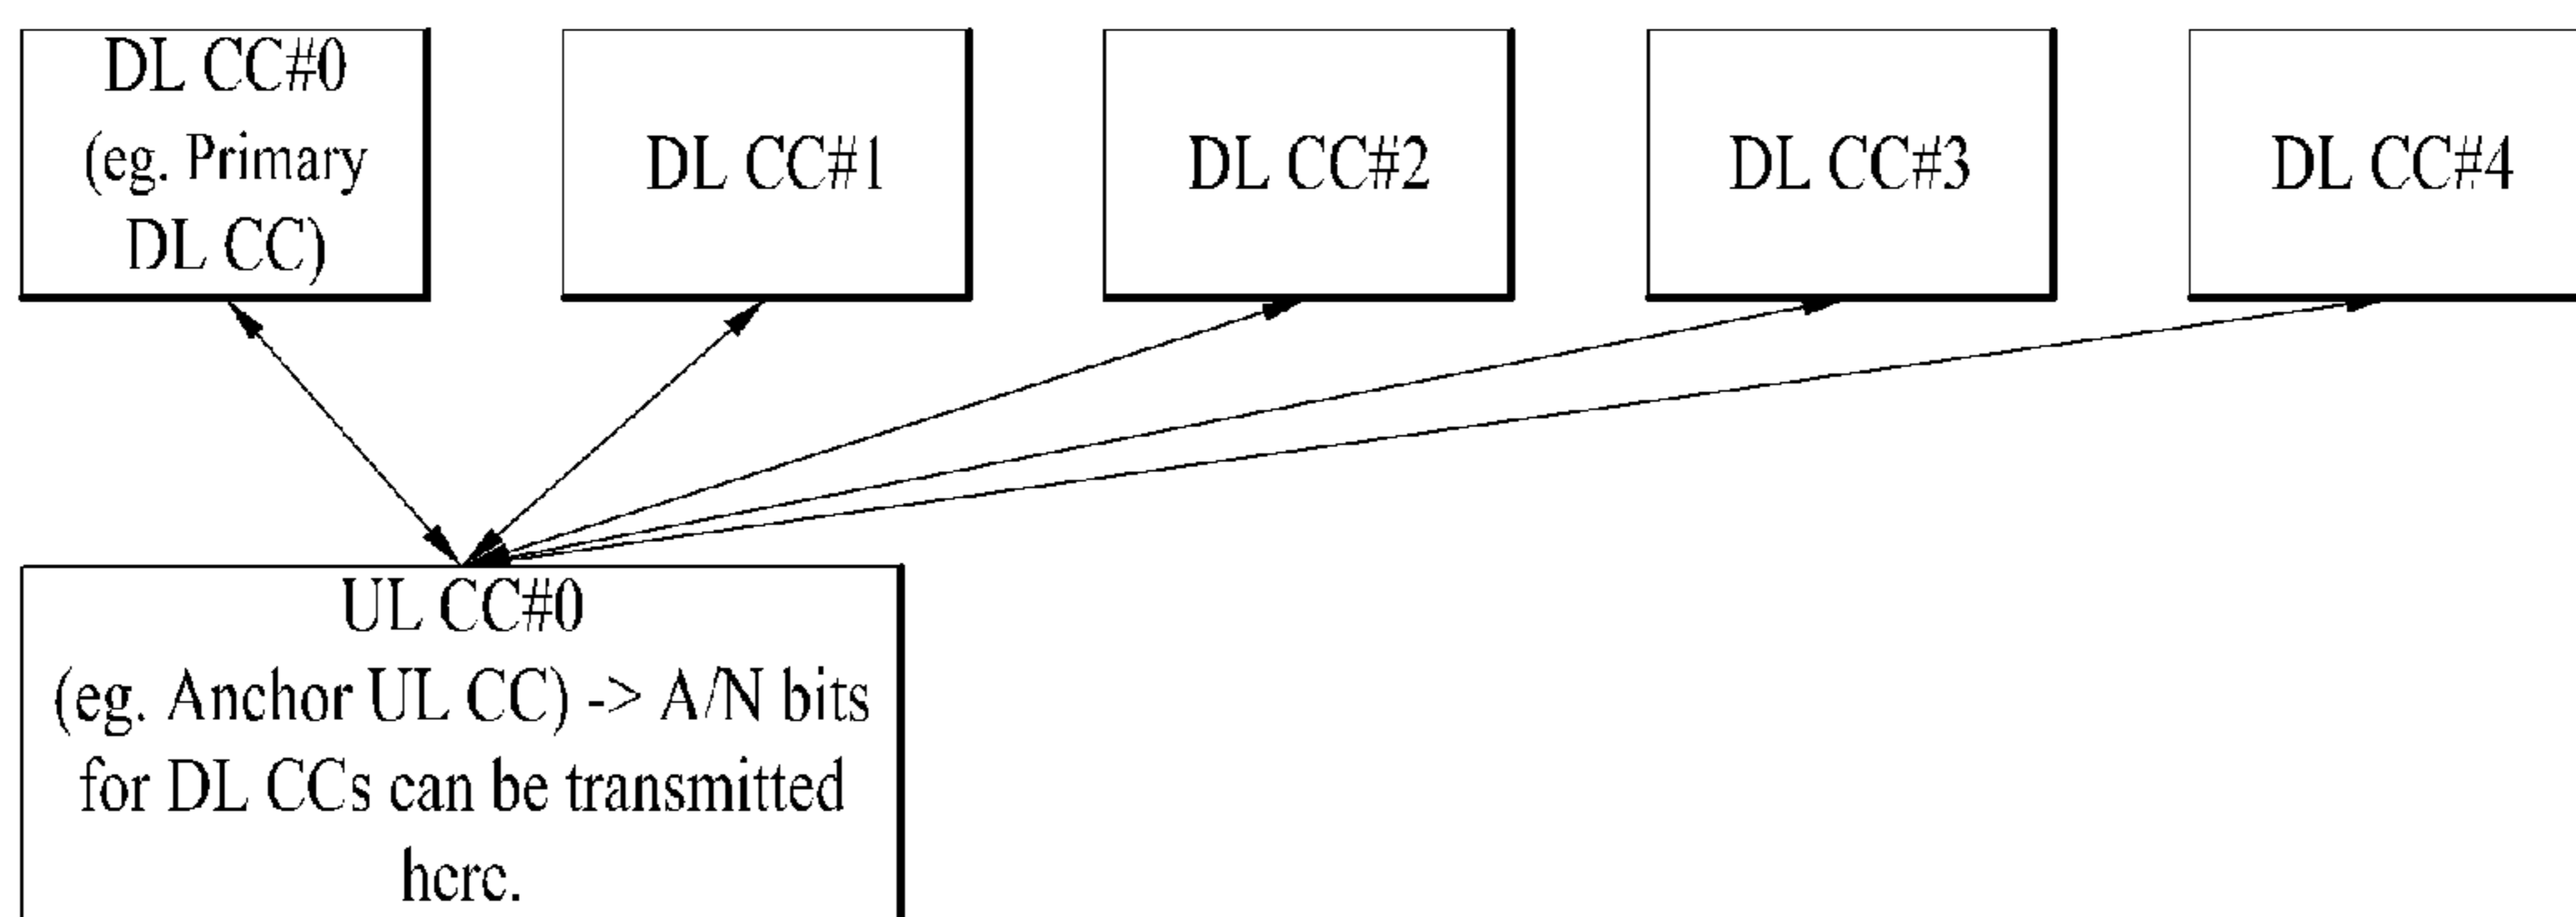 DL CC#0
(eg. Primary
DL CC)
DL CC#1
DL CC#2
DL CC#3
DL CC#4
UL CC#0
(eg. Anchor UL CC) -> A/N bits
for DL CCs can be transmitted
here.